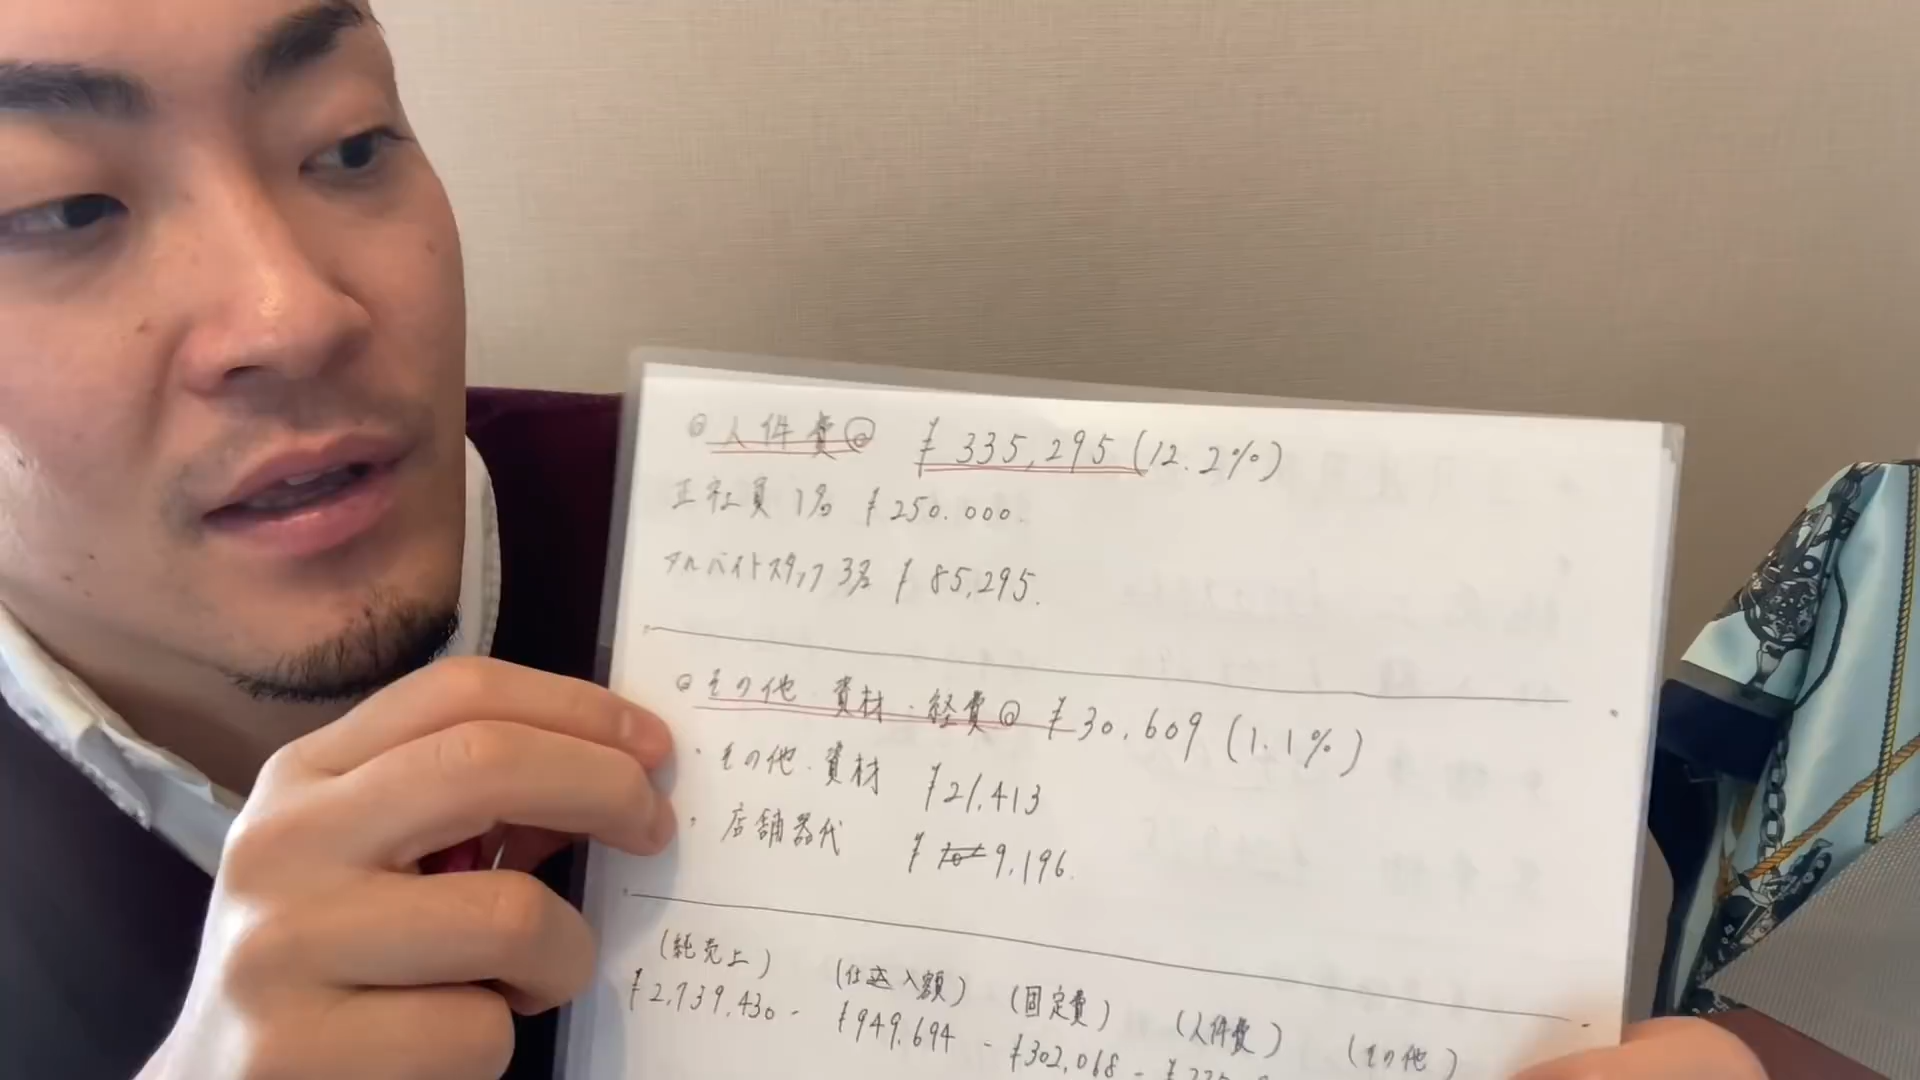 人件費 ¥335,295(12.2%)
正社員 1名 ¥250.000.
アルバイトスタッフ 3名 ¥85,295.
その他.資材.経費 ¥30,609 (1.1%)
・その他.資材 ¥21,413
・店舗器代 ¥9,196.
(純売上) (仕込入額) (固定費) (人件費) (その他)
¥2,739,430 - ¥949,694 - ¥302,068 -